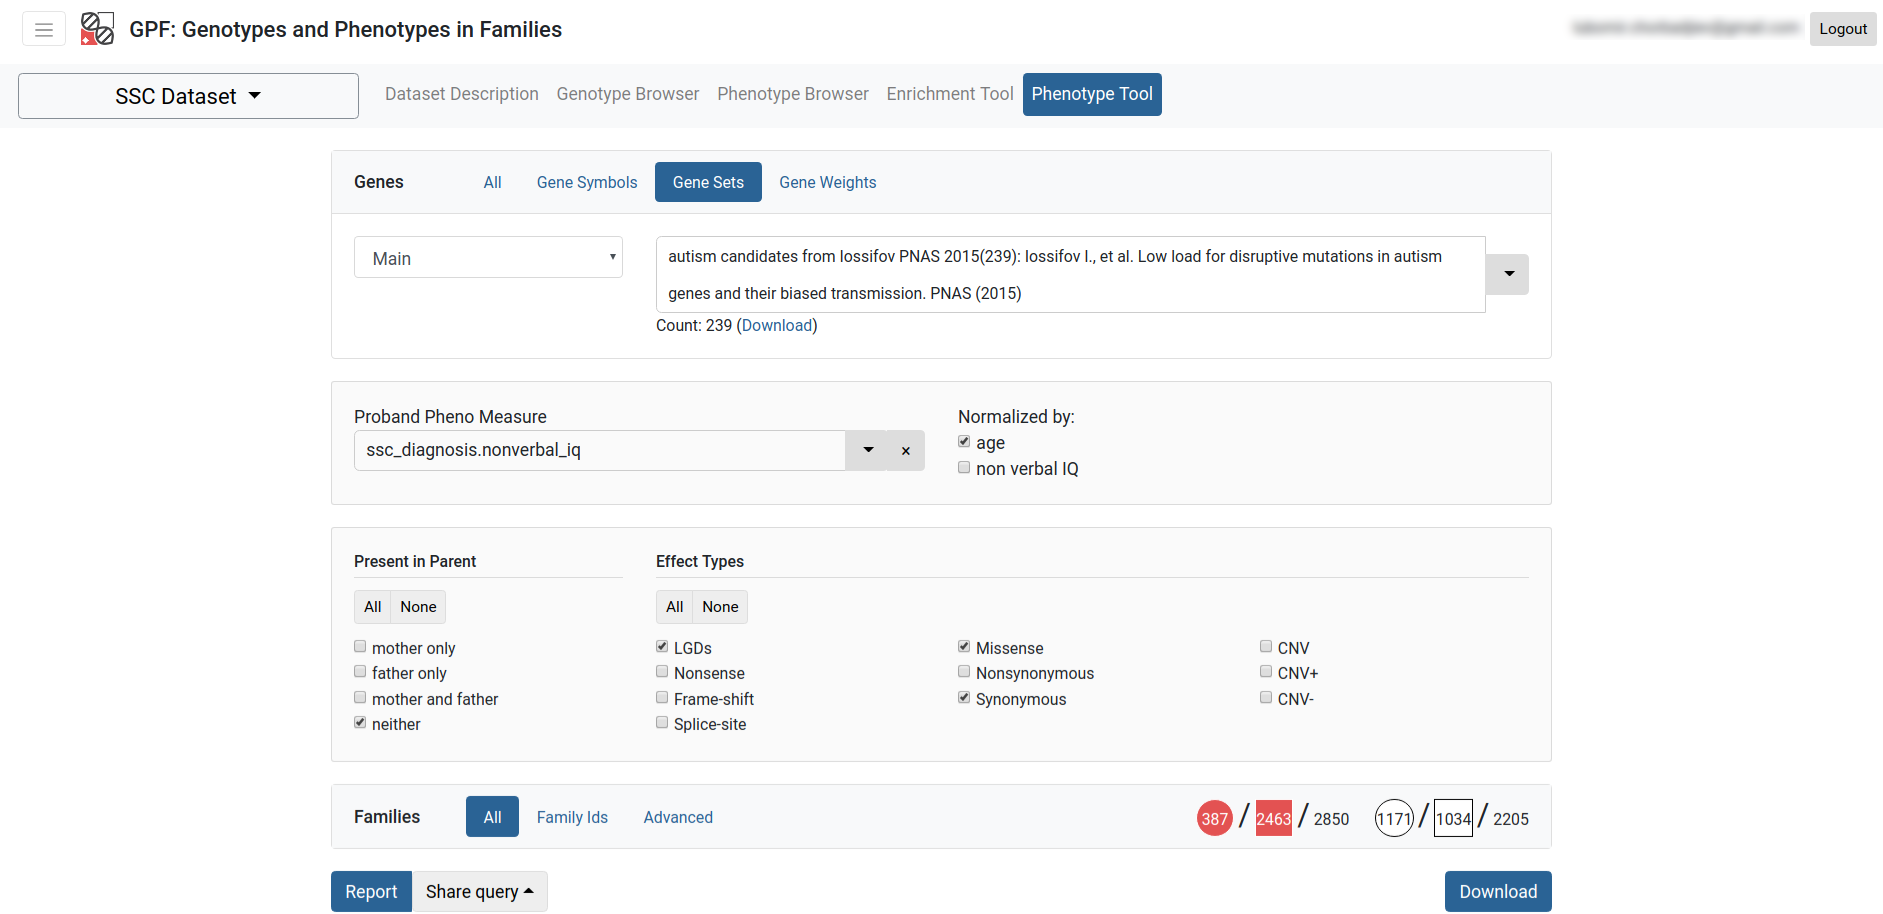 GPF: Genotypes and Phenotypes in Families
Logout
SSC Dataset
Dataset Description Genotype Browser Phenotype Browser Enrichment Tool Phenotype Tool
Genes All Gene Symbols Gene Sets Gene Weights
Main
autism candidates from Iossifov PNAS 2015(239): Iossifov I., et al. Low load for disruptive mutations in autism
genes and their biased transmission. PNAS (2015)
Count: 239 (Download)
Proband Pheno Measure
ssc_diagnosis.nonverbal_iq
×
Normalized by:
age
non verbal IQ
Present in Parent
All None
mother only
father only
mother and father
neither
Effect Types
All None
LGDs
Nonsense
Frame-shift
Splice-site
Missense
Nonsynonymous
Synonymous
CNV
CNV+
CNV-
Families All Family Ids Advanced 387 / 2463 / 2850 1171 / 1034 / 2205
Report Share query Download